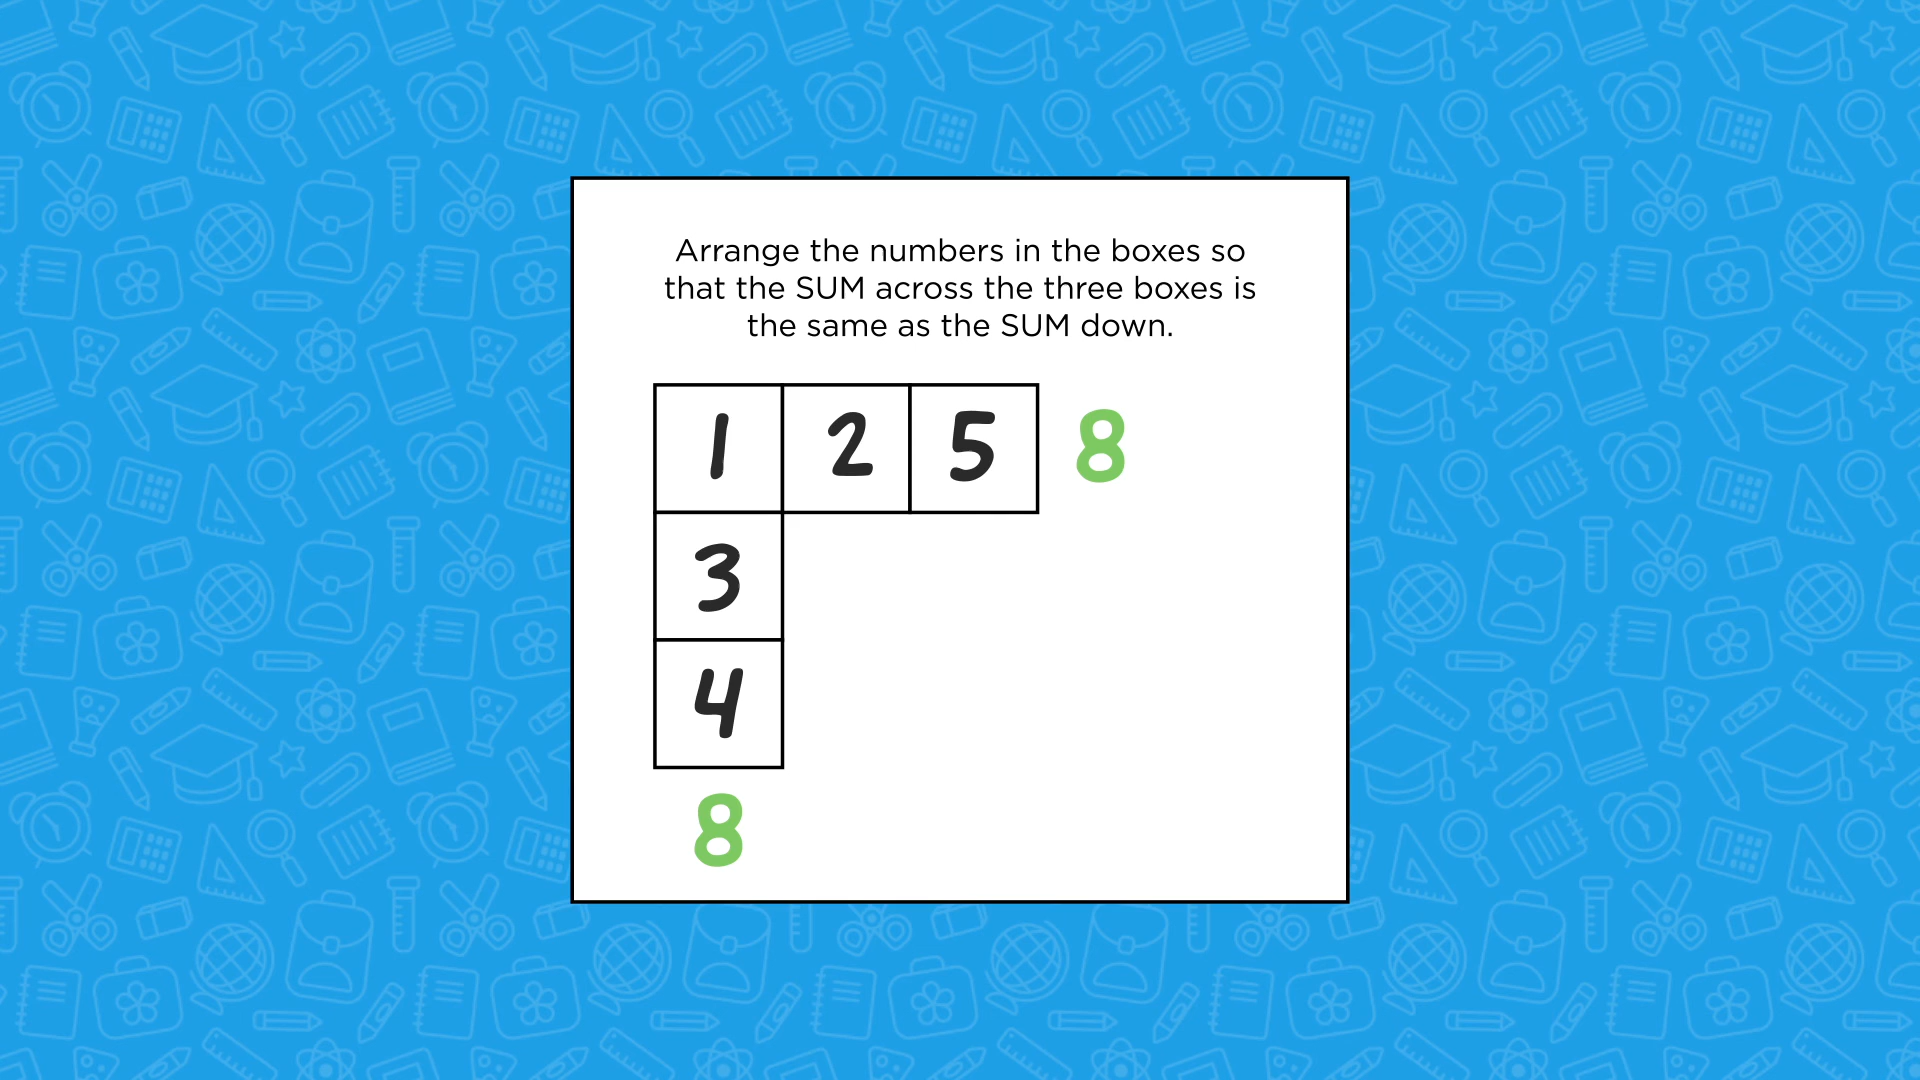 Arrange the numbers in the boxes so
that the SUM across the three boxes is
the same as the SUM down.
1 2 5 8
3
4
8